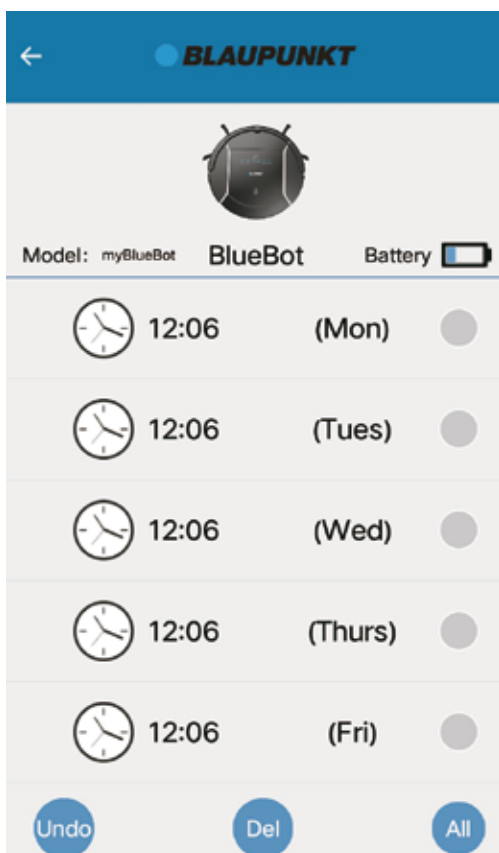 BLAUPUNKT
Model: myBlueBot BlueBot Battery
12:06 (Mon)
12:06 (Tues)
12:06 (Wed)
12:06 (Thurs)
12:06 (Fri)
Undo Del All